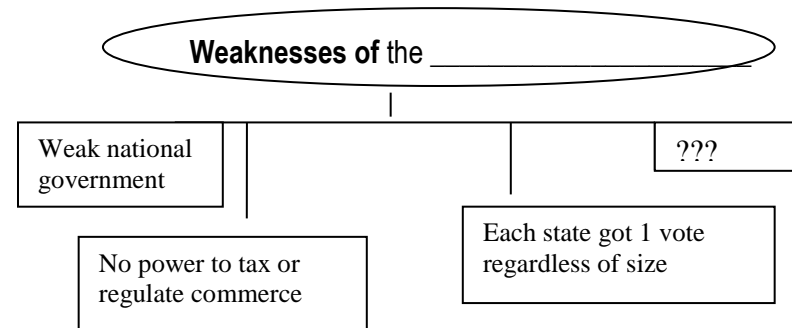 Weaknesses of the ____________________
Weak national
government
???
No power to tax or
regulate commerce
Each state got 1 vote
regardless of size